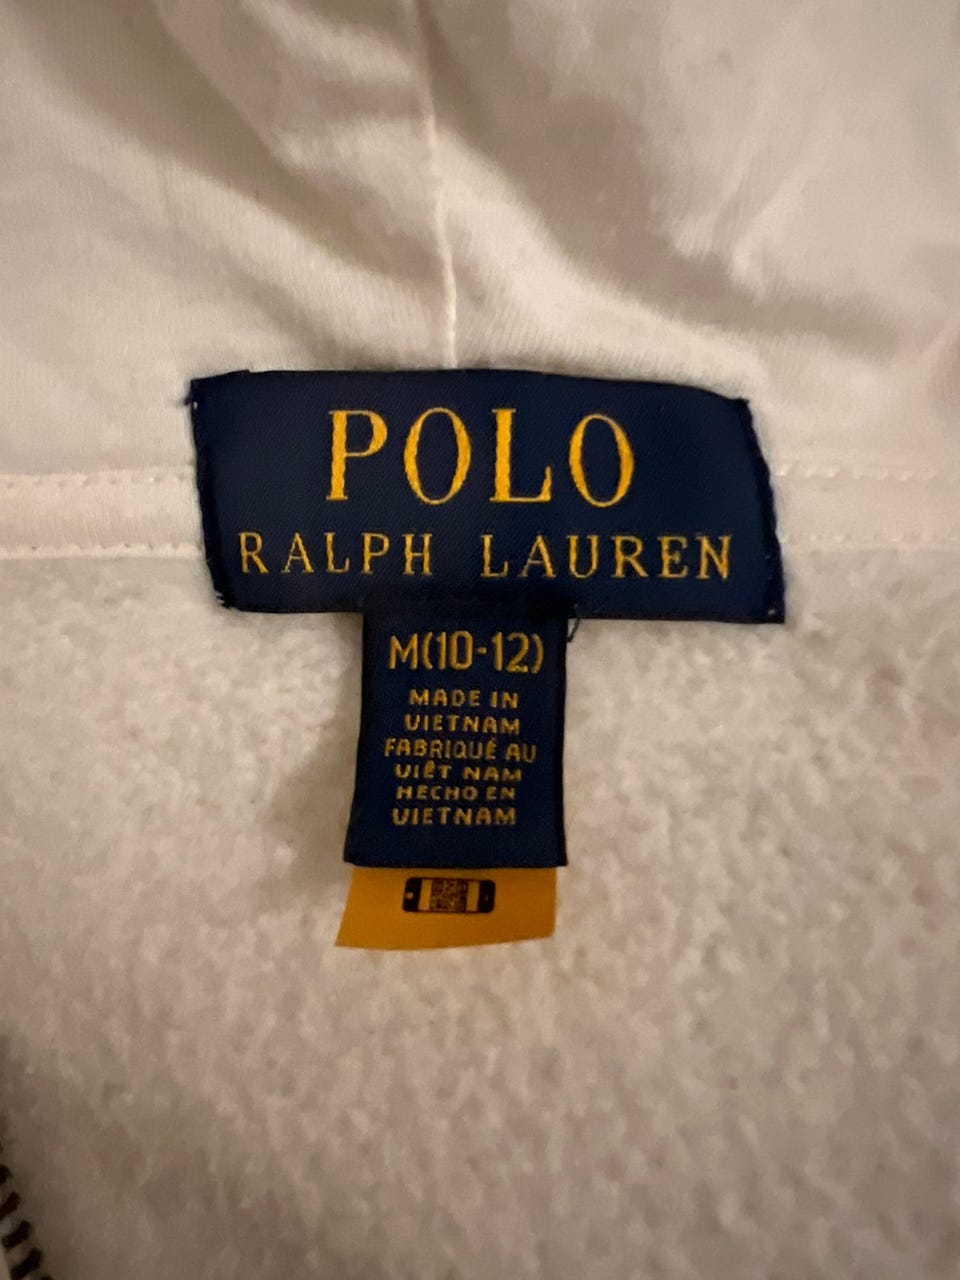 POLO
RALPH LAUREN
M(10-12)
MADE IN
VIETNAM
FABRIQUÉ AU
VIÊT NAM
HECHO EN
VIETNAM